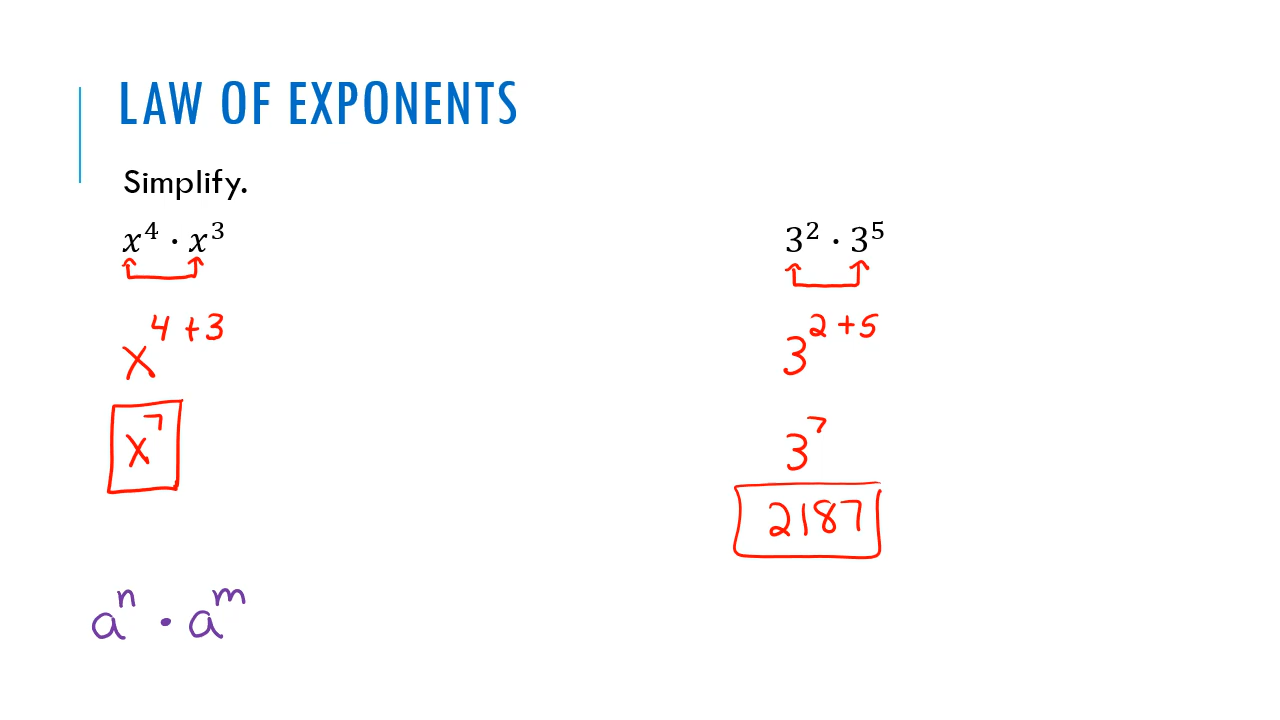 LAW OF EXPONENTS
Simplify.
x⁴ · x³
x⁴⁺³
x⁷
3² · 3⁵
3²⁺⁵
3⁷
2187
aⁿ · aᵐ